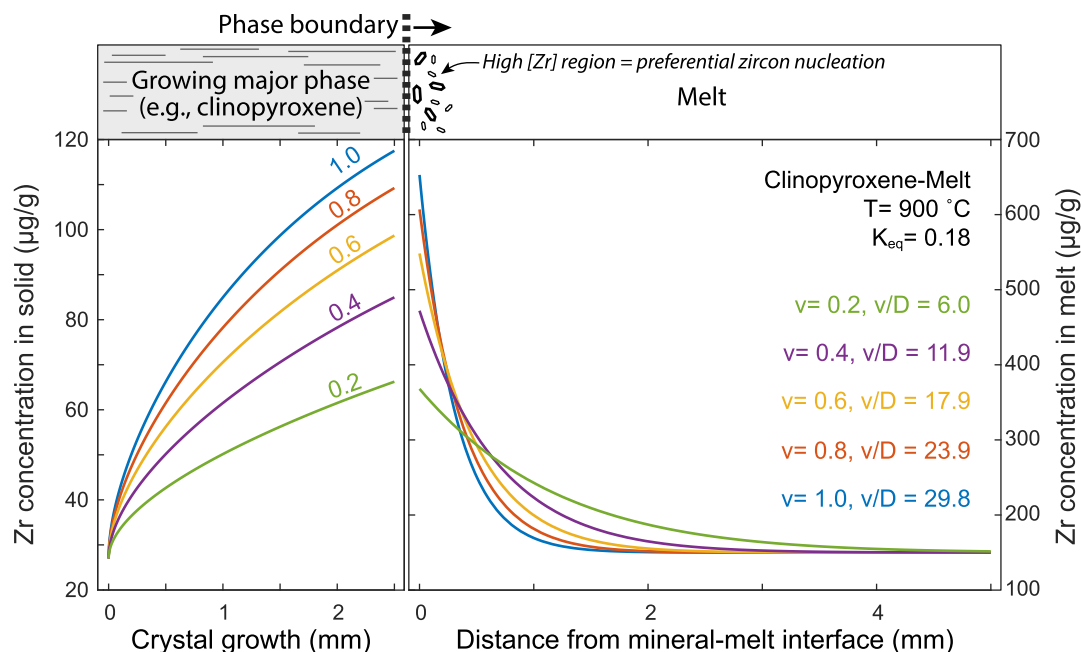 Phase boundary
Growing major phase
(e.g., clinopyroxene)
High [Zr] region = preferential zircon nucleation
Melt
Zr concentration in solid (µg/g)
120
100
80
60
40
20
1.0
0.8
0.6
0.4
0.2
0
1
2
Crystal growth (mm)
Clinopyroxene-Melt
T= 900 ˚C
Keq= 0.18
v= 0.2, v/D = 6.0
v= 0.4, v/D = 11.9
v= 0.6, v/D = 17.9
v= 0.8, v/D = 23.9
v= 1.0, v/D = 29.8
0
2
4
Distance from mineral-melt interface (mm)
700
600
500
400
300
200
100
Zr concentration in melt (µg/g)